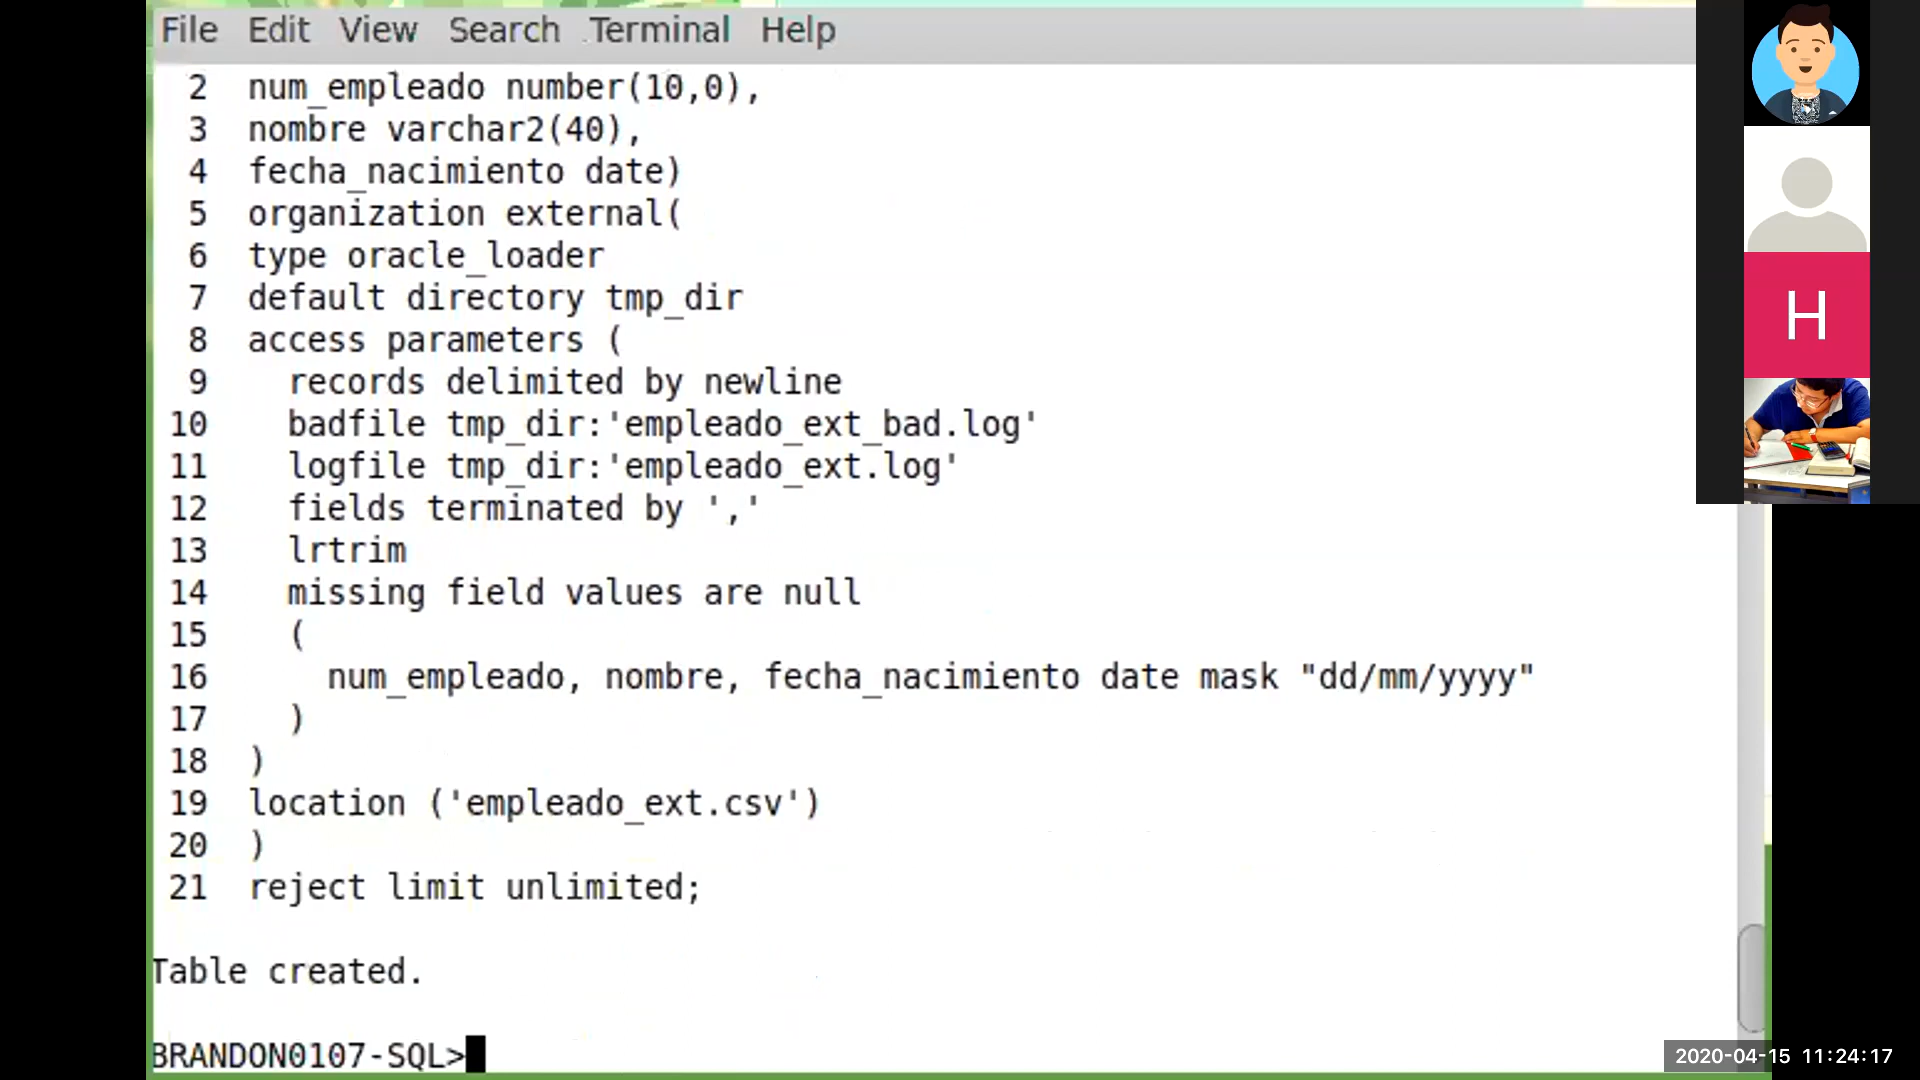 File Edit View Search Terminal Help
2 num_empleado number(10,0),
3 nombre varchar2(40),
4 fecha_nacimiento date)
5 organization external(
6 type oracle_loader
7 default directory tmp_dir
8 access parameters (
9 records delimited by newline
10 badfile tmp_dir:'empleado_ext_bad.log'
11 logfile tmp_dir:'empleado_ext.log'
12 fields terminated by ','
13 lrtrim
14 missing field values are null
15 (
16 num_empleado, nombre, fecha_nacimiento date mask "dd/mm/yyyy"
17 )
18 )
19 location ('empleado_ext.csv')
20 )
21 reject limit unlimited;
Table created.
BRANDON0107-SQL>
H
2020-04-15 11:24:17